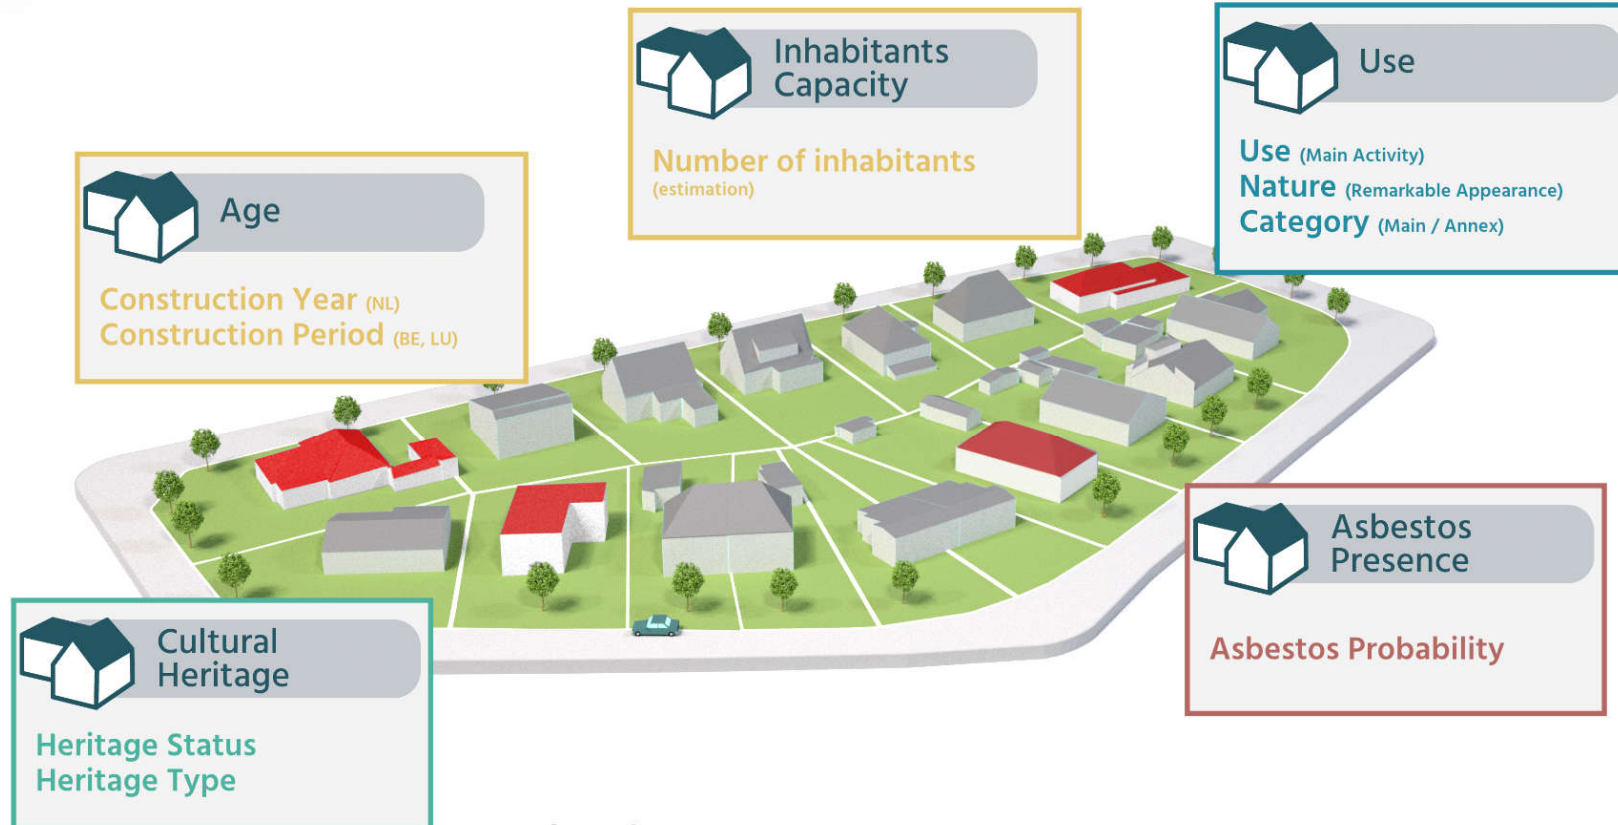 Inhabitants
Capacity
Number of inhabitants
(estimation)
Use
Use (Main Activity)
Nature (Remarkable Appearance)
Category (Main / Annex)
Age
Construction Year (NL)
Construction Period (BE, LU)
Asbestos
Presence
Asbestos Probability
Cultural
Heritage
Heritage Status
Heritage Type